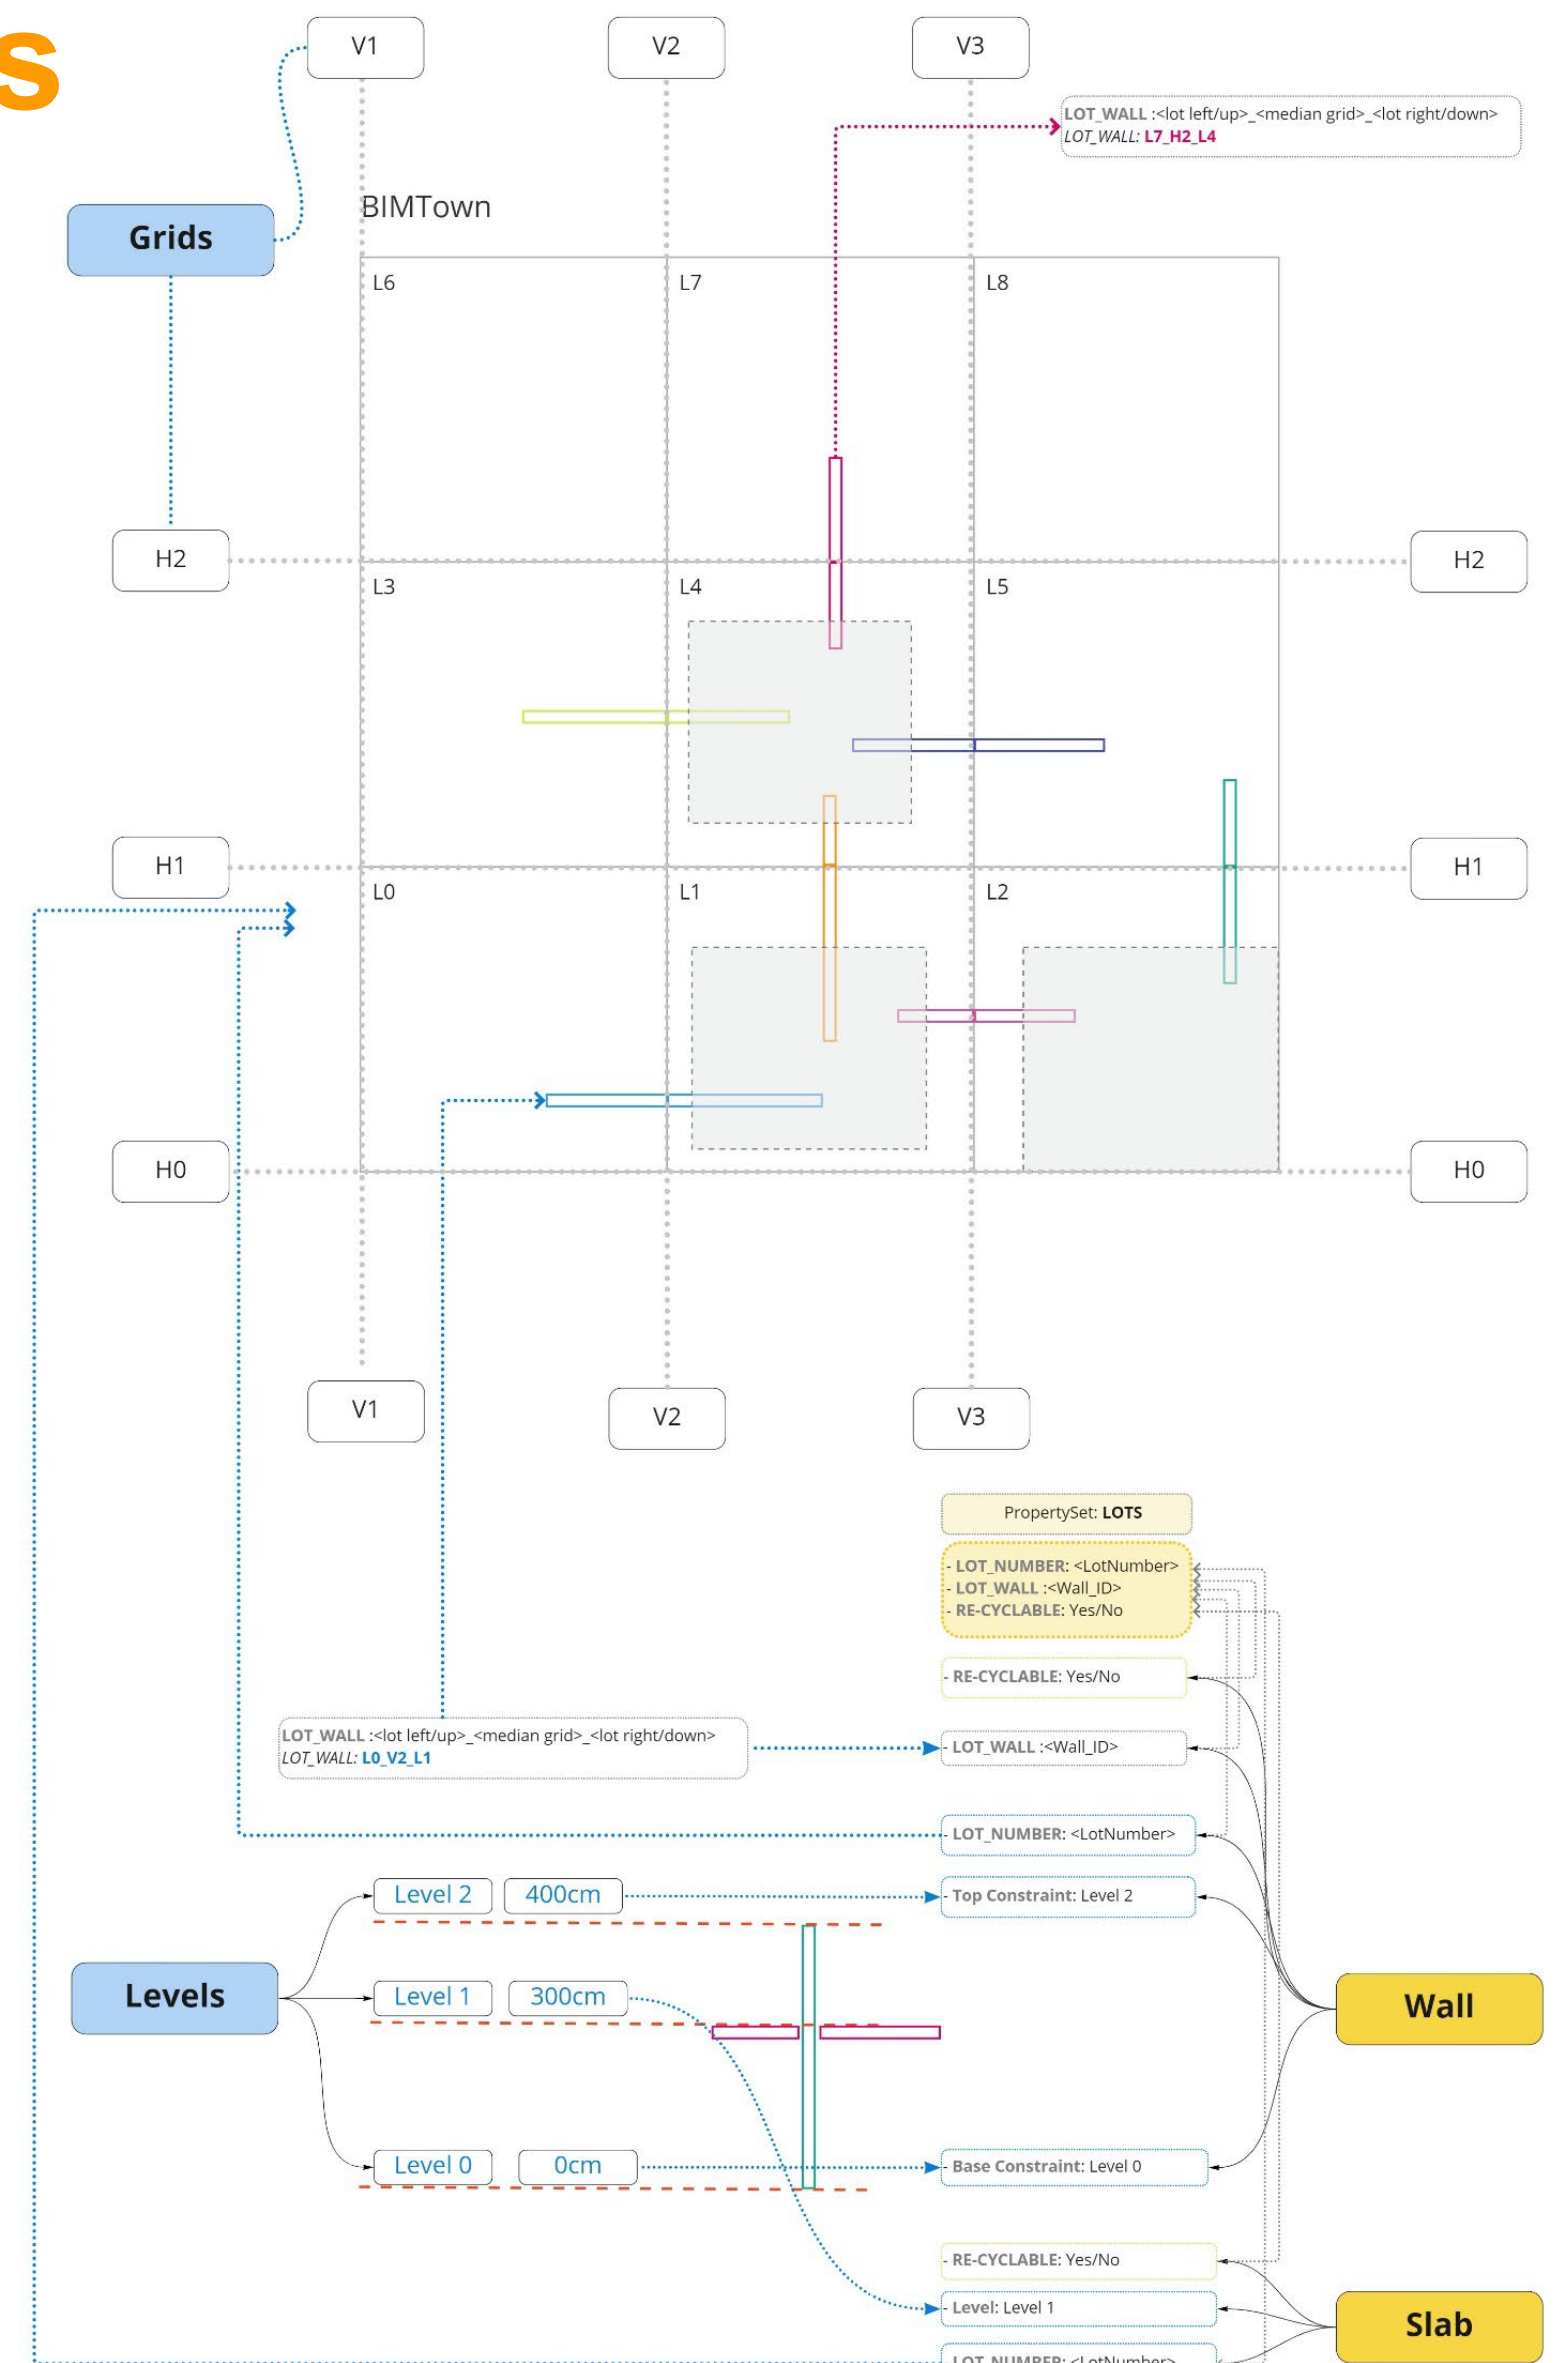 s
V1
V2
V3
LOT_WALL :<lot left/up>_<median grid>_<lot right/down>
LOT_WALL: L7_H2_L4
BIMTown
Grids
L6
L7
L8
H2
H2
L3
L4
L5
H1
H1
L0
L1
L2
H0
H0
V1
V2
V3
PropertySet: LOTS
- LOT_NUMBER: <LotNumber>
- LOT_WALL :<Wall_ID>
- RE-CYCLABLE: Yes/No
- RE-CYCLABLE: Yes/No
LOT_WALL :<lot left/up>_<median grid>_<lot right/down>
LOT_WALL: L0_V2_L1
- LOT_WALL :<Wall_ID>
- LOT_NUMBER: <LotNumber>
Level 2
400cm
- Top Constraint: Level 2
Levels
Level 1
300cm
Wall
Level 0
0cm
- Base Constraint: Level 0
- RE-CYCLABLE: Yes/No
- Level: Level 1
Slab
- LOT_NUMBER: <LotNumber>